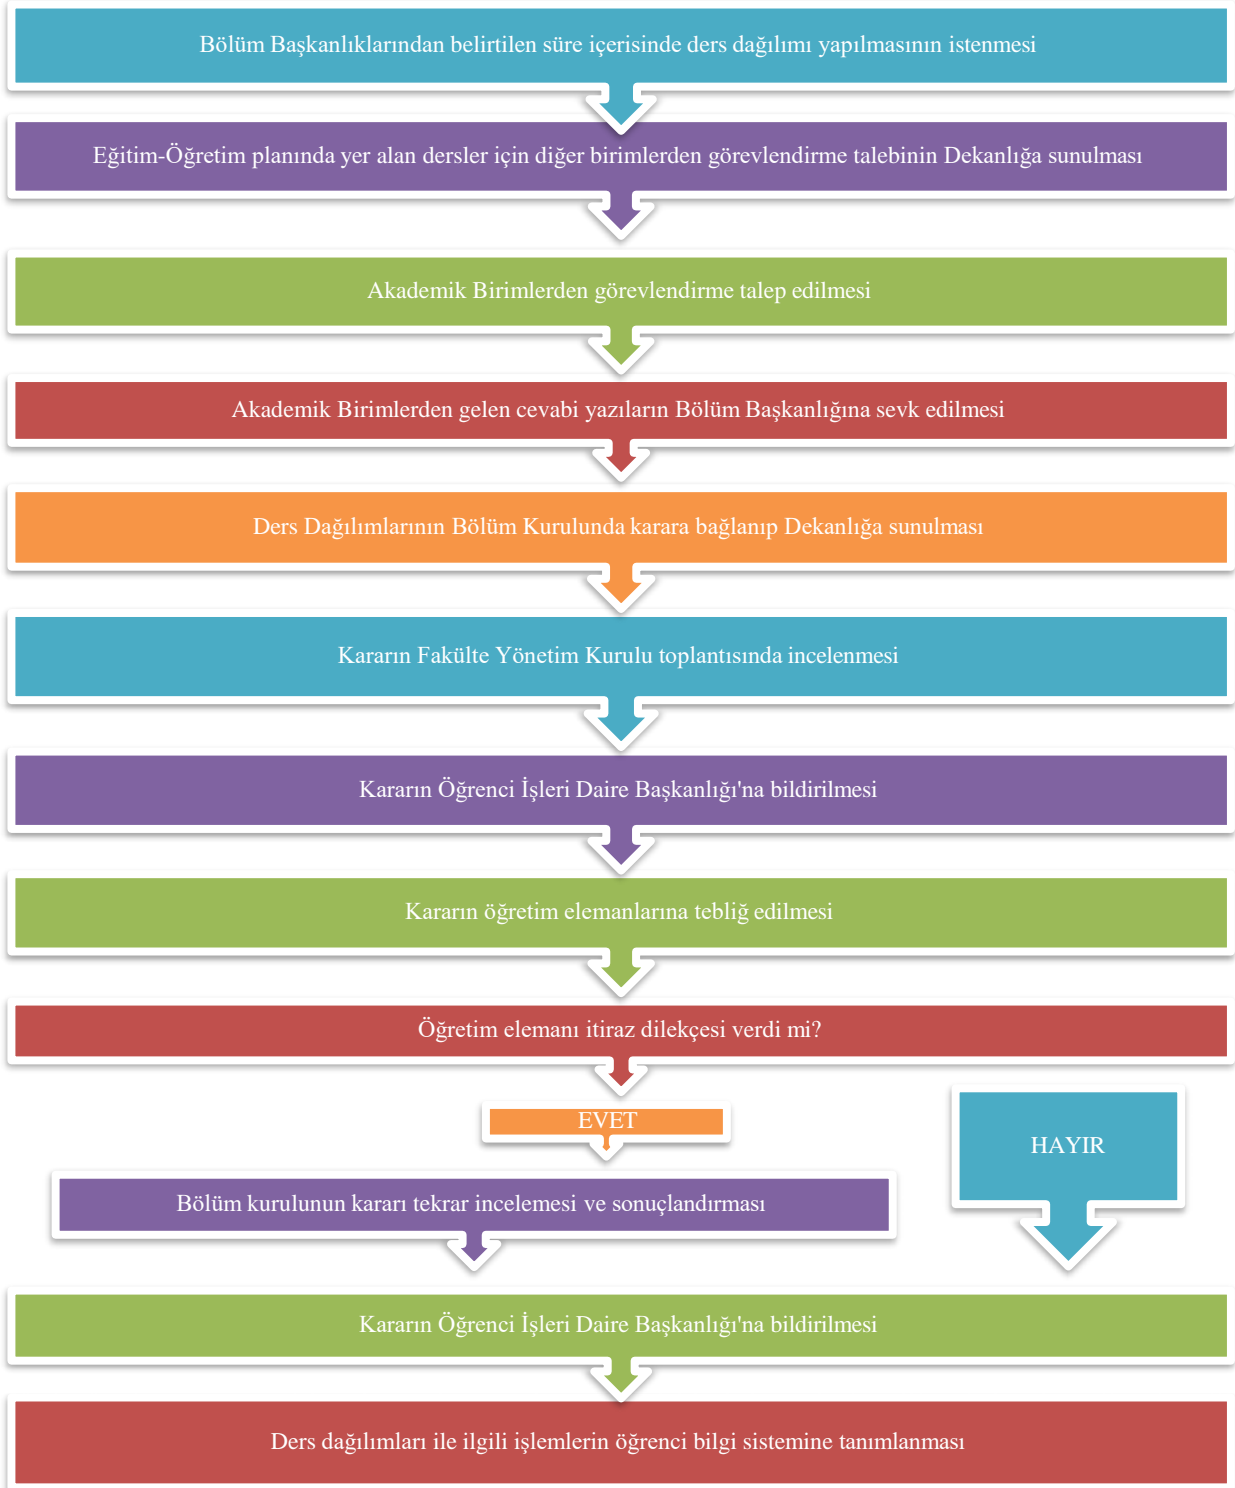 Bölüm Başkanlıklarından belirtilen süre içerisinde ders dağılımı yapılmasının istenmesi
Eğitim-Öğretim planında yer alan dersler için diğer birimlerden görevlendirme talebinin Dekanlığa sunulması
Akademik Birimlerden görevlendirme talep edilmesi
Akademik Birimlerden gelen cevabi yazıların Bölüm Başkanlığına sevk edilmesi
Ders Dağılımlarının Bölüm Kurulunda karara bağlanıp Dekanlığa sunulması
Kararın Fakülte Yönetim Kurulu toplantısında incelenmesi
Kararın Öğrenci İşleri Daire Başkanlığı'na bildirilmesi
Kararın öğretim elemanlarına tebliğ edilmesi
Öğretim elemanı itiraz dilekçesi verdi mi?
EVET
HAYIR
Bölüm kurulunun kararı tekrar incelemesi ve sonuçlandırması
Kararın Öğrenci İşleri Daire Başkanlığı'na bildirilmesi
Ders dağılımları ile ilgili işlemlerin öğrenci bilgi sistemine tanımlanması